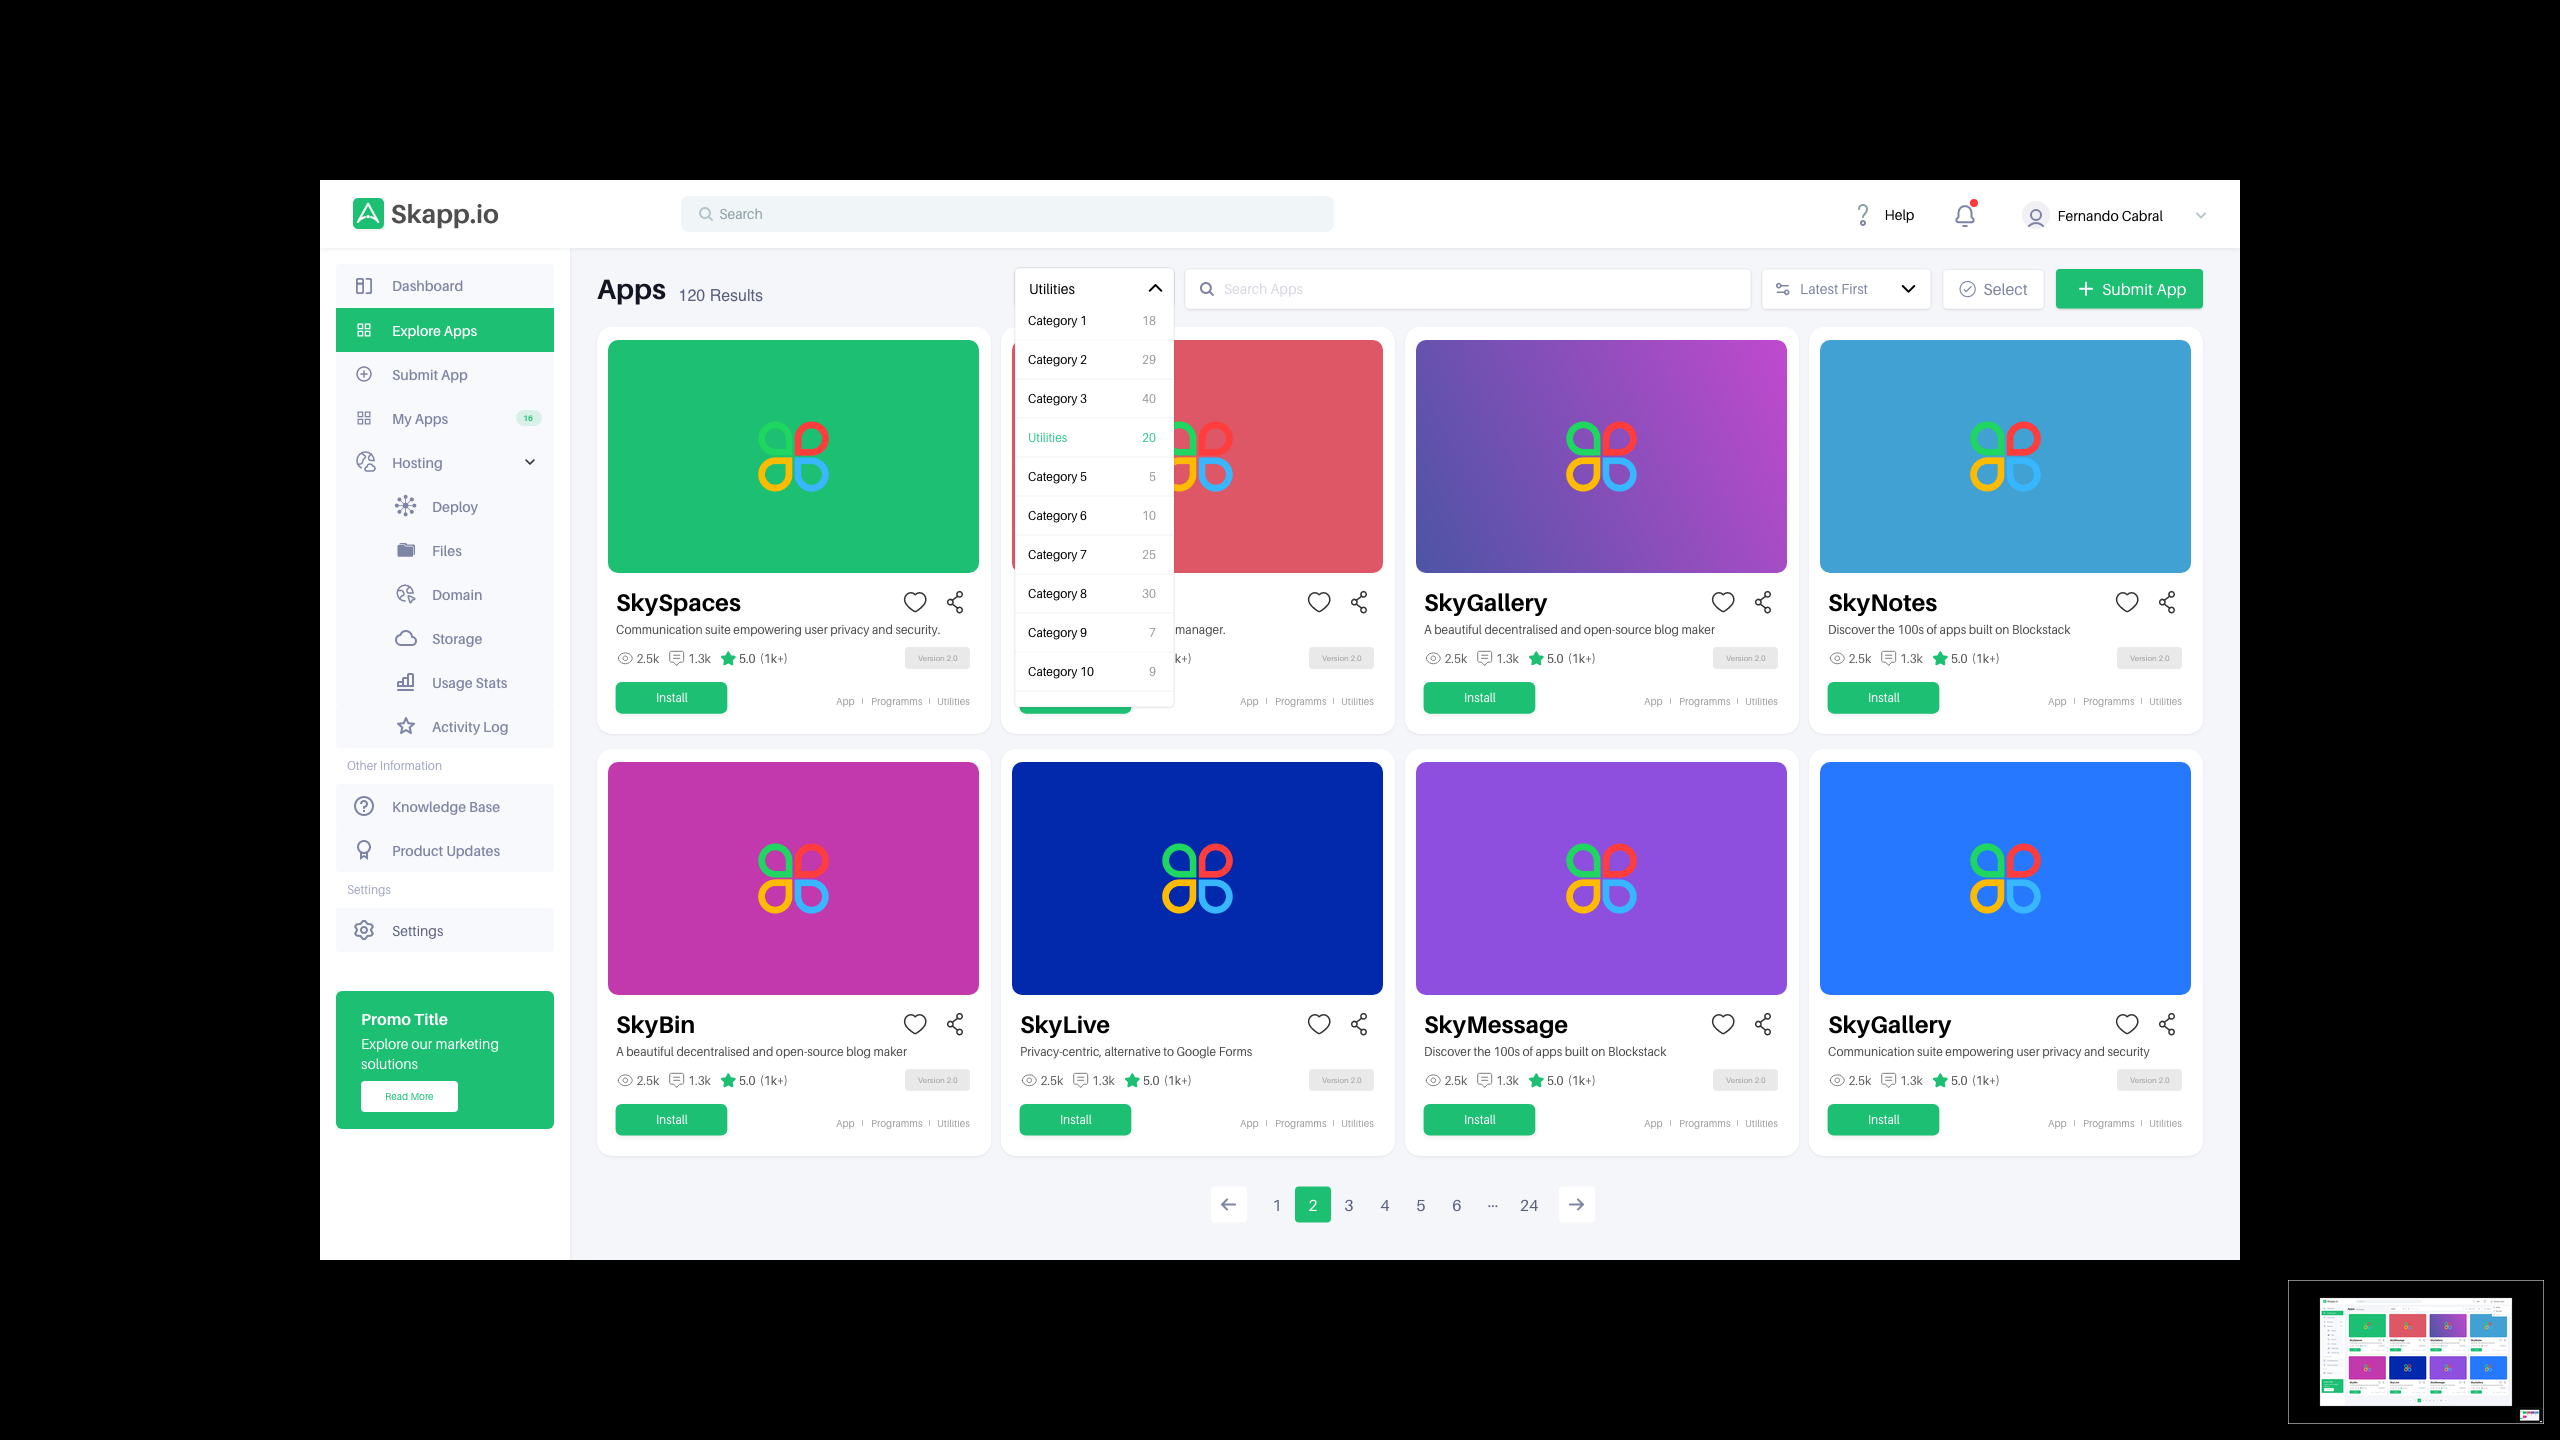 Skapp.io
Search
Help
Fernando Cabral
Dashboard
Explore Apps
Submit App
My Apps 16
Hosting
Deploy
Files
Domain
Storage
Usage Stats
Activity Log
Other Information
Knowledge Base
Product Updates
Settings
Settings
Promo Title
Explore our marketing
solutions
Read More
Apps 120 Results
Utilities
Search Apps
Latest First
Select
Submit App
Category 1 18
Category 2 29
Category 3 40
Utilities 20
Category 5 5
Category 6 10
Category 7 25
Category 8 30
Category 9 7
Category 10 9
SkySpaces
Communication suite empowering user privacy and security.
2.5k 1.3k 5.0 (1k+) Version 2.0
Install App Programms Utilities
manager.
k+) Version 2.0
App Programms Utilities
SkyGallery
A beautiful decentralised and open-source blog maker
2.5k 1.3k 5.0 (1k+) Version 2.0
Install App Programms Utilities
SkyNotes
Discover the 100s of apps built on Blockstack
2.5k 1.3k 5.0 (1k+) Version 2.0
Install App Programms Utilities
SkyBin
A beautiful decentralised and open-source blog maker
2.5k 1.3k 5.0 (1k+) Version 2.0
Install App Programms Utilities
SkyLive
Privacy-centric, alternative to Google Forms
2.5k 1.3k 5.0 (1k+) Version 2.0
Install App Programms Utilities
SkyMessage
Discover the 100s of apps built on Blockstack
2.5k 1.3k 5.0 (1k+) Version 2.0
Install App Programms Utilities
SkyGallery
Communication suite empowering user privacy and security
2.5k 1.3k 5.0 (1k+) Version 2.0
Install App Programms Utilities
1 2 3 4 5 6 ... 24